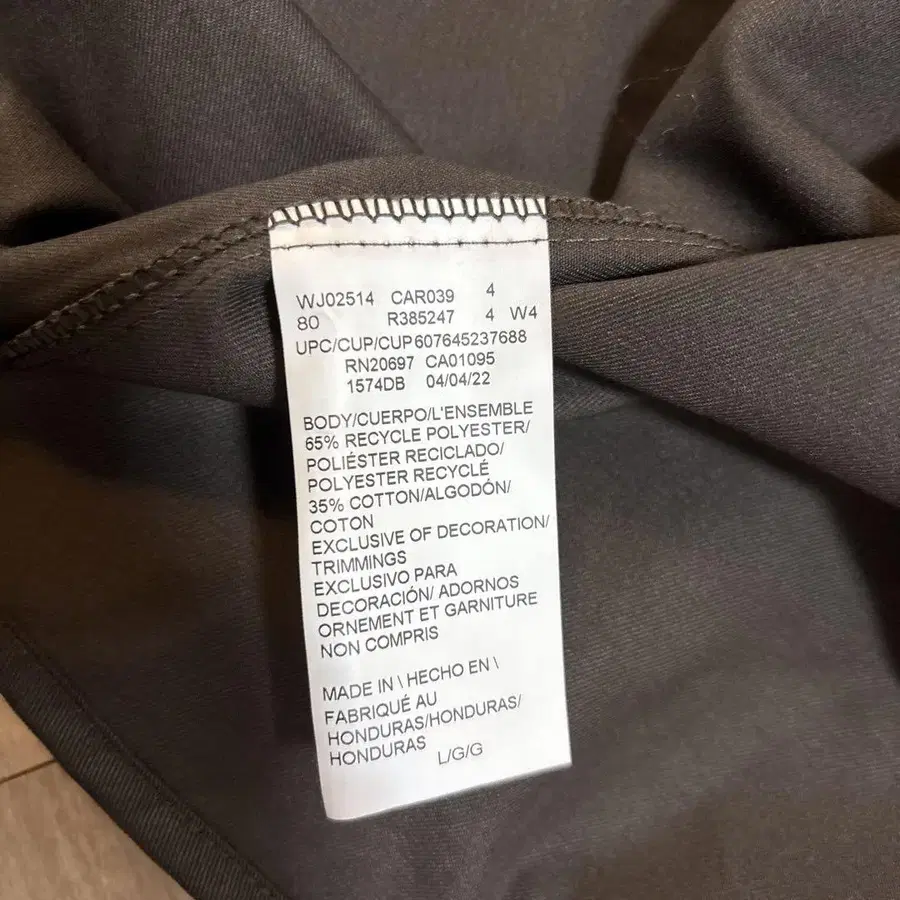 WJ02514 CAR039 4
80 R385247 4 W4
UPC/CUP/CUP607645237688
RN20697 CA01095
1574DB 04/04/22
BODY/CUERPO/L'ENSEMBLE
65% RECYCLE POLYESTER/
POLIÉSTER RECICLADO/
POLYESTER RECYCLÉ
35% COTTON/ALGODÓN/
COTON
EXCLUSIVE OF DECORATION/
TRIMMINGS
EXCLUSIVO PARA
DECORACIÓN/ ADORNOS
ORNEMENT ET GARNITURE
NON COMPRIS
MADE IN \ HECHO EN \
FABRIQUÉ AU
HONDURAS/HONDURAS/
HONDURAS
L/G/G